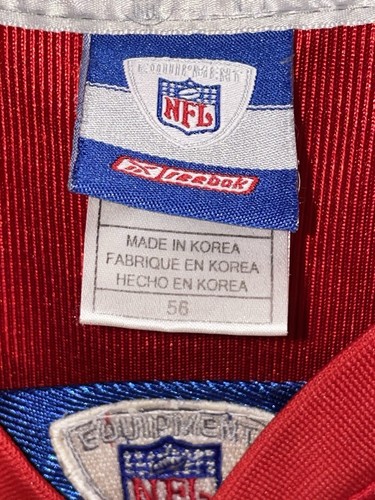 EQUIPMENT
NFL
Reebok
MADE IN KOREA
FABRIQUE EN KOREA
HECHO EN KOREA
56
EQUIPMENT
NFL